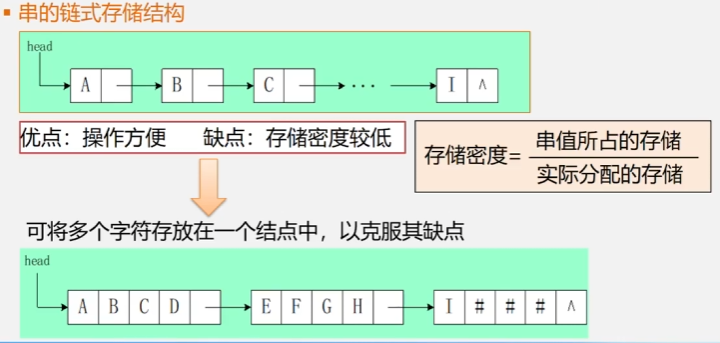 ▪ 串的链式存储结构
head
A B C ··· I ∧
优点：操作方便 缺点：存储密度较低
存储密度= 串值所占的存储
实际分配的存储
可将多个字符存放在一个结点中，以克服其缺点
head
A B C D E F G H I # # # ∧